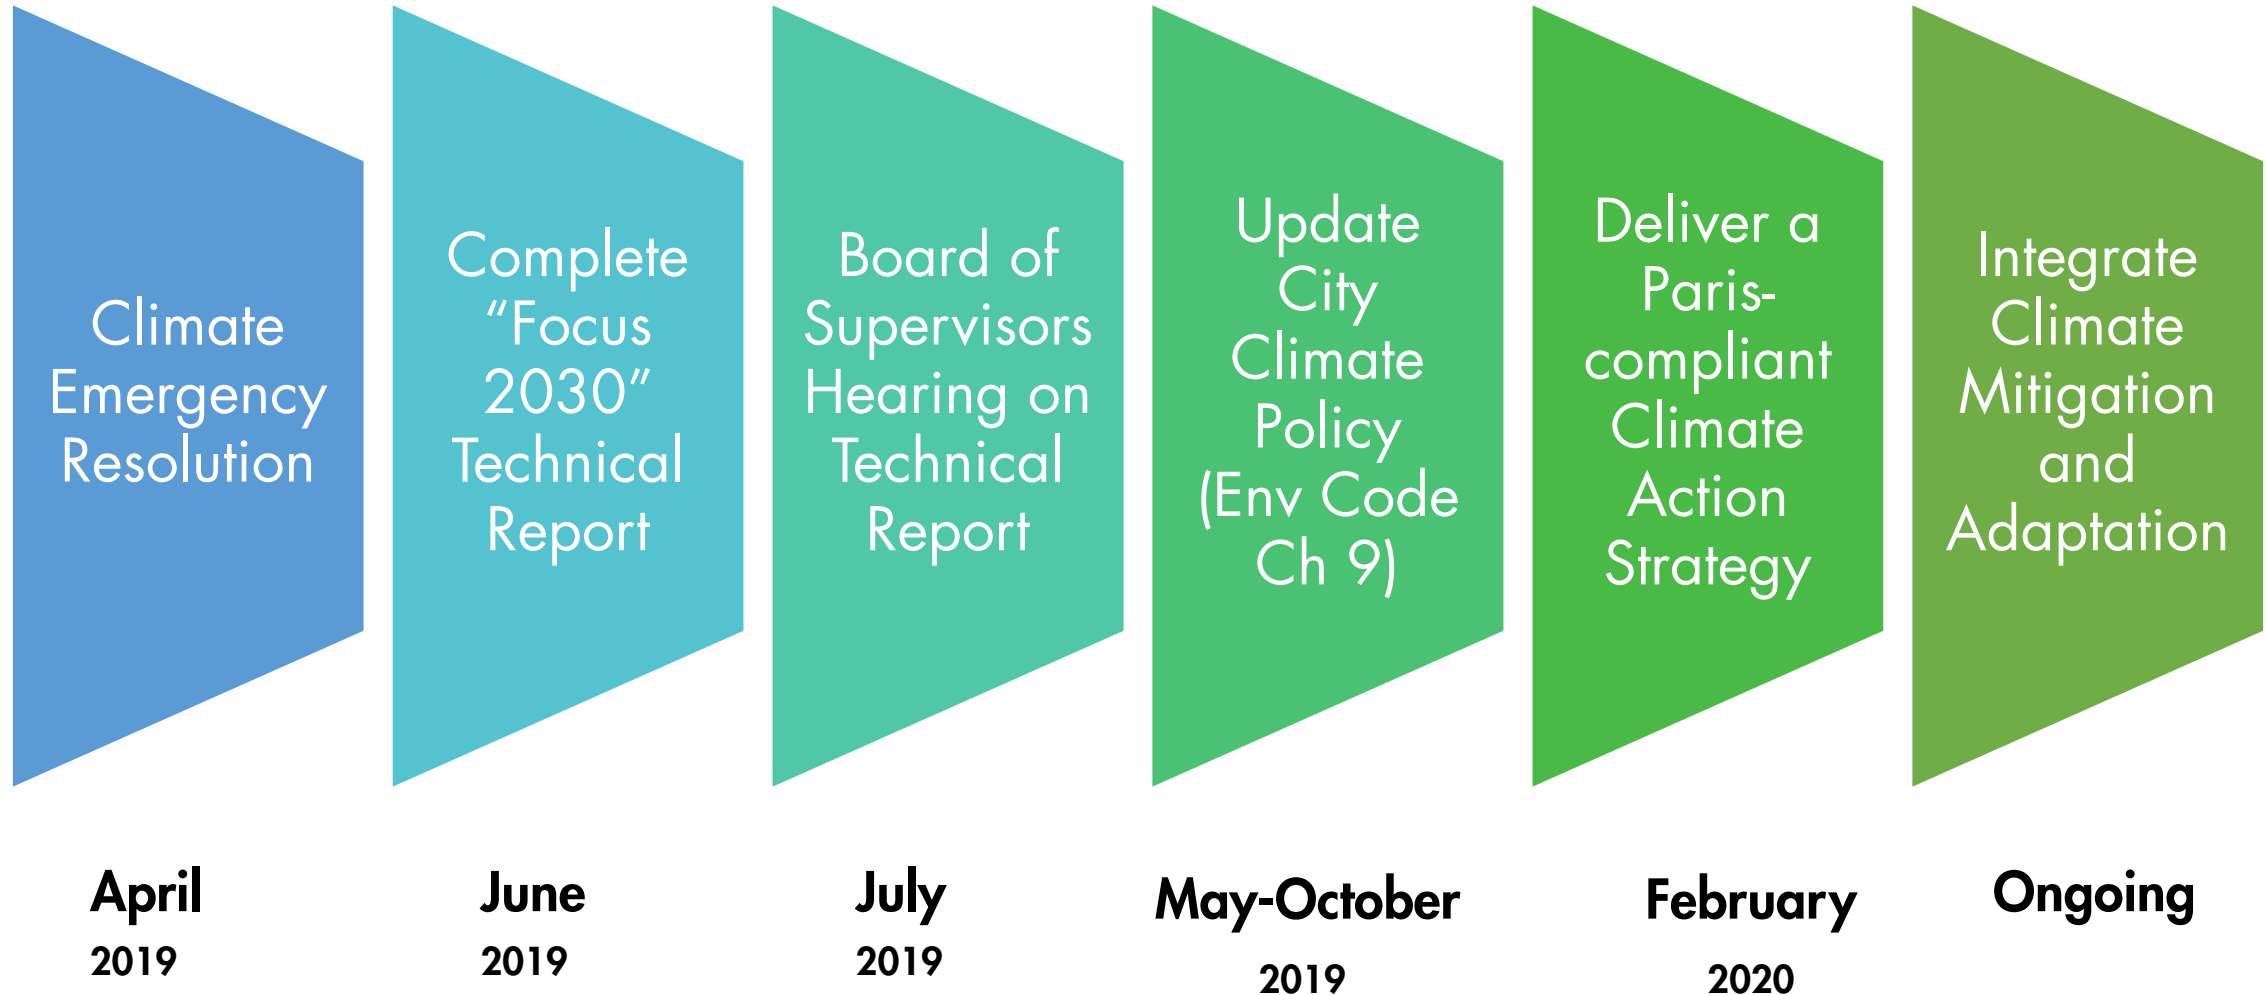 Climate
Emergency
Resolution
Complete
“Focus
2030”
Technical
Report
Board of
Supervisors
Hearing on
Technical
Report
Update
City
Climate
Policy
(Env Code
Ch 9)
Deliver a
Paris-
compliant
Climate
Action
Strategy
Integrate
Climate
Mitigation
and
Adaptation
April
2019
June
2019
July
2019
May-October
2019
February
2020
Ongoing